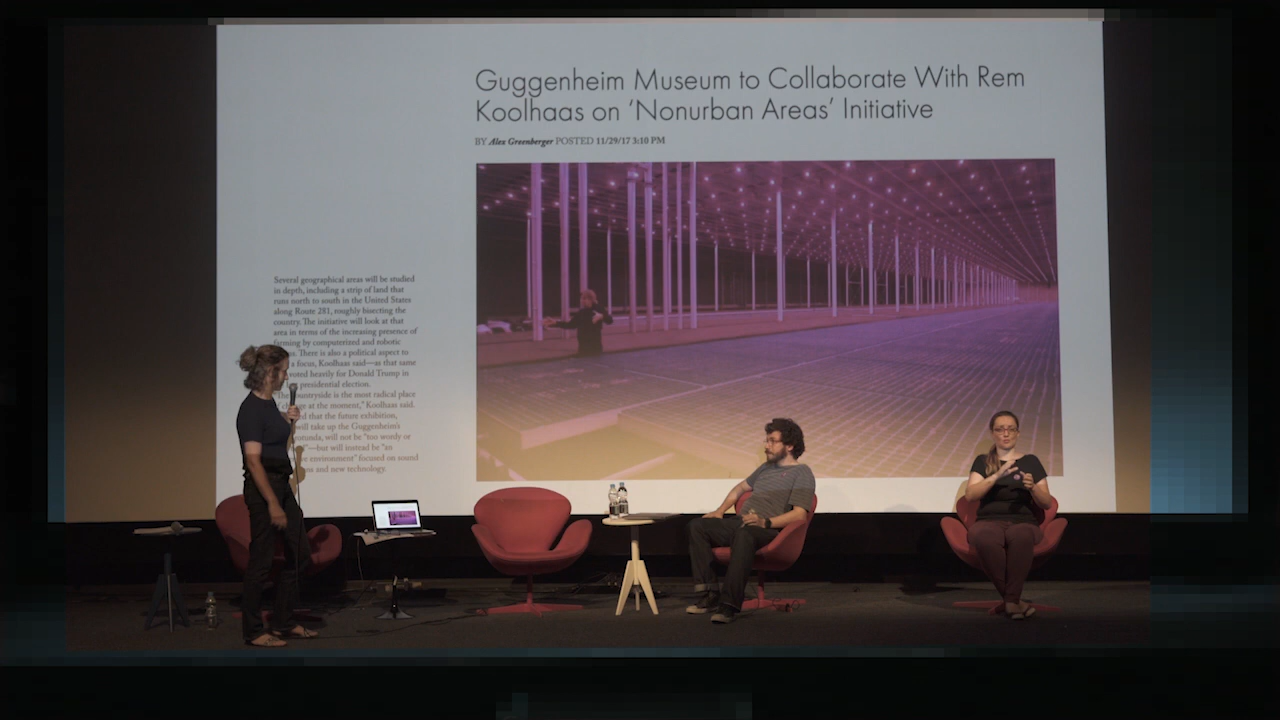 Guggenheim Museum to Collaborate With Rem
Koolhaas on ‘Nonurban Areas’ Initiative
BY Alex Greenberger POSTED 11/29/17 3:10 PM
Several geographical areas will be studied
in depth, including a strip of land that
runs north to south in the United States
along Route 281, roughly bisecting the
country. The initiative will look at that
area in terms of the increasing presence of
farming by computerized and robotic
There is also a political aspect to
a focus, Koolhaas said—as that same
voted heavily for Donald Trump in
presidential election.
countryside is the most radical place
at the moment,” Koolhaas said.
that the future exhibition,
will take up the Guggenheim's
rotunda, will not be “too wordy or
—but will instead be “an
environment” focused on sound
and new technology.